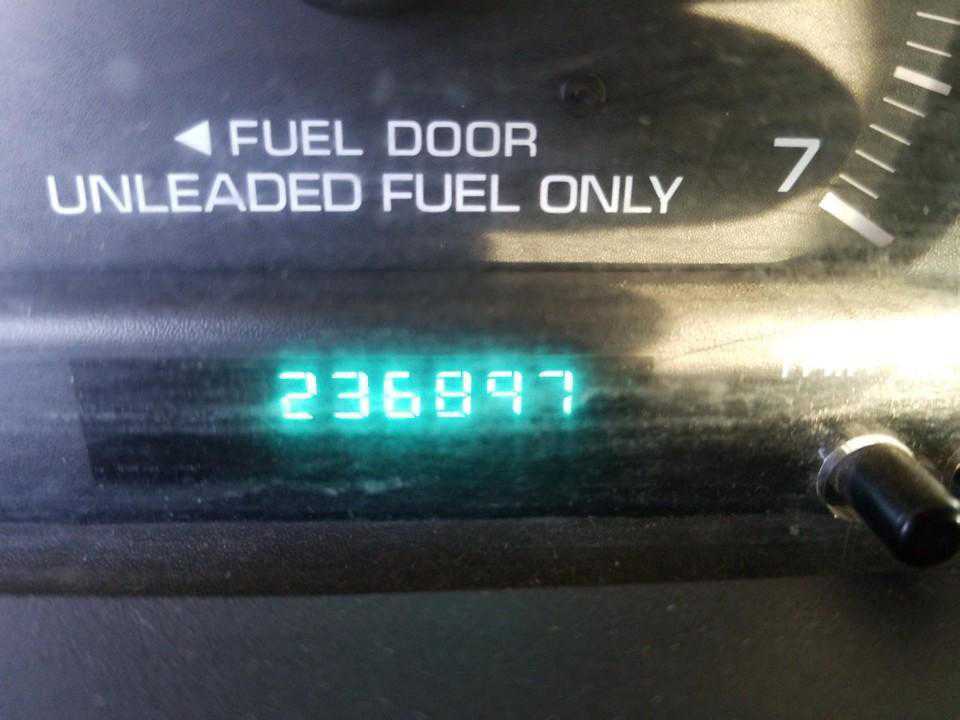 ◀ FUEL DOOR
UNLEADED FUEL ONLY
7
236897